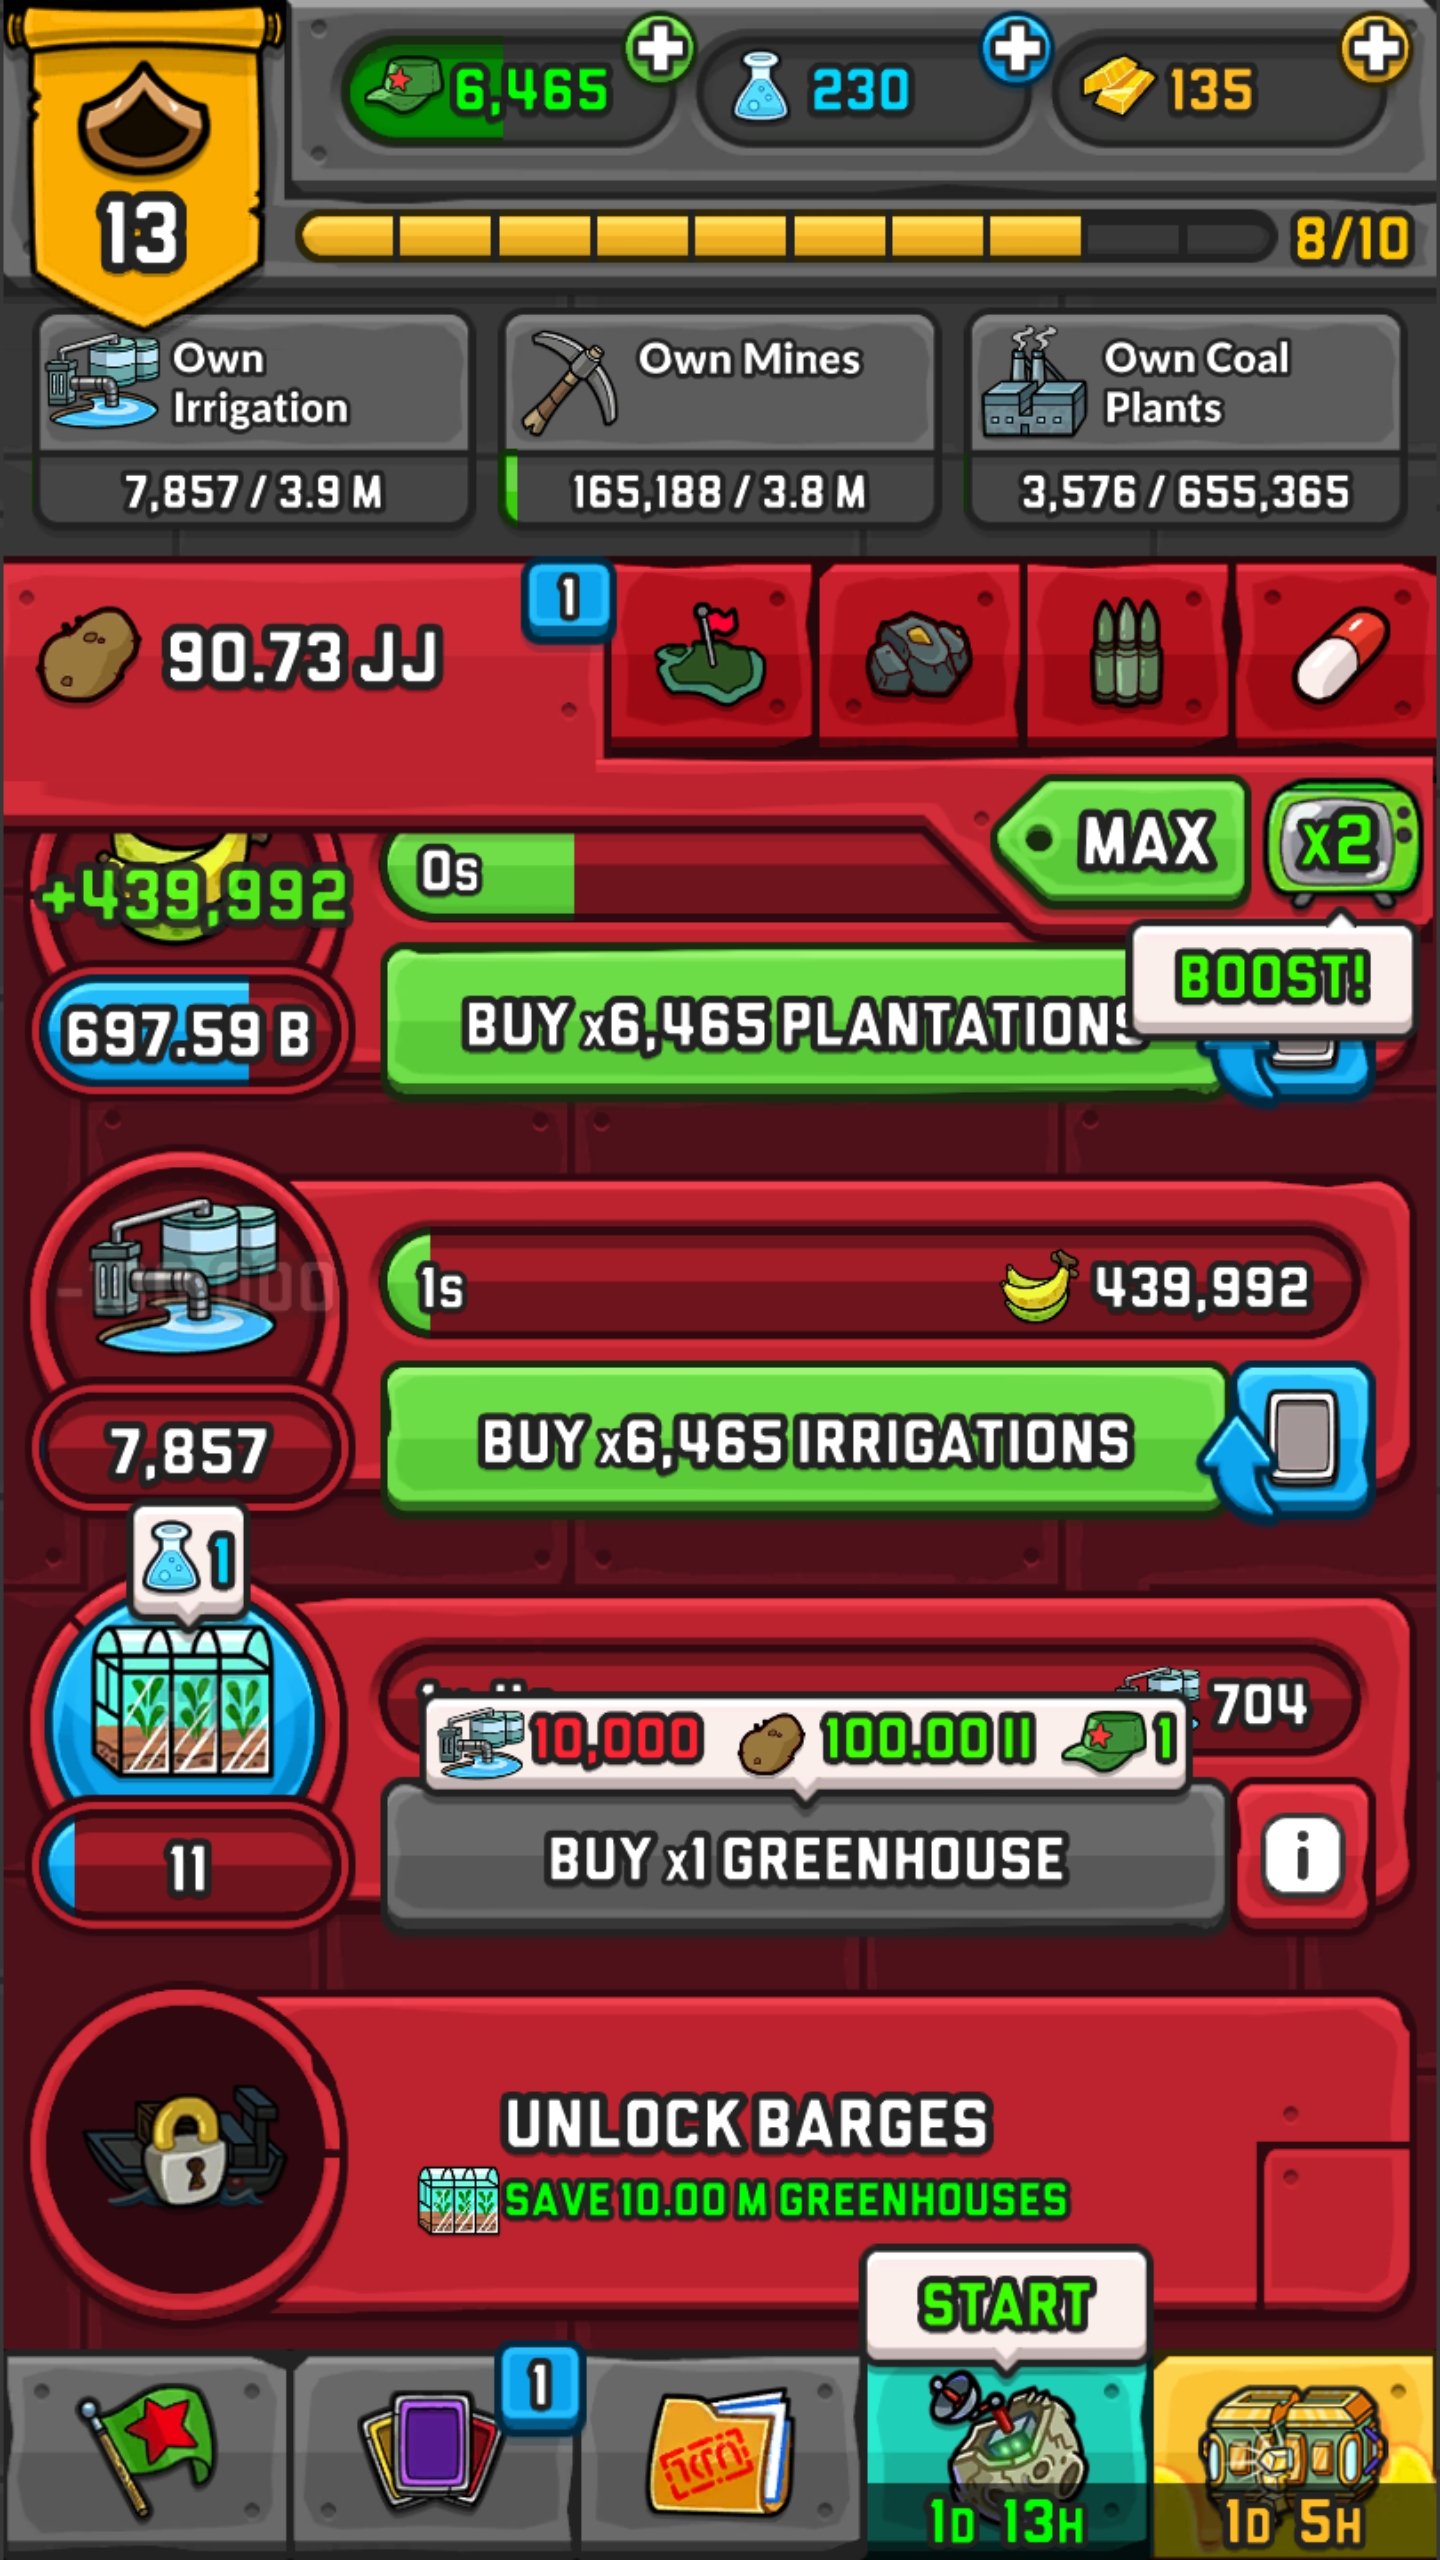 6,465
230
135
13
8/10
Own
Irrigation
7,857 / 3.9 M
Own Mines
165,188 / 3.8 M
Own Coal
Plants
3,576 / 655,365
90.73 JJ
1
MAX
x2
BOOST!
+439,992
0s
697.59 B
BUY x6,465 PLANTATIONS
1s
439,992
7,857
BUY x6,465 IRRIGATIONS
1
704
10,000
100.00 II
1
11
BUY x1 GREENHOUSE
i
UNLOCK BARGES
SAVE 10.00 M GREENHOUSES
START
1
1D 13H
1D 5H